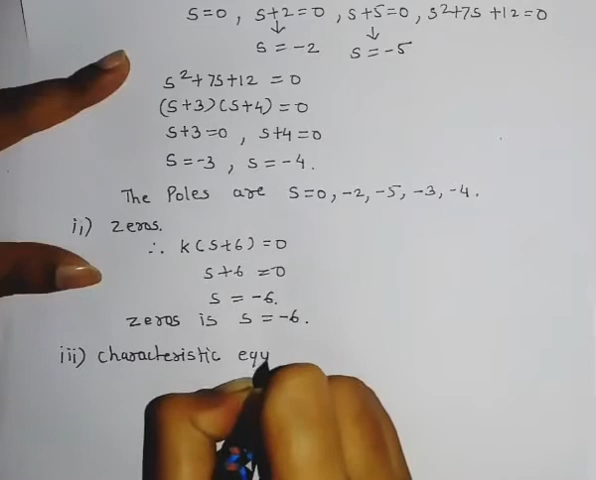 S=0, S+2=0, S+5=0, S²+7S+12=0
↓ ↓
S=-2 S=-5
S²+7S+12=0
(S+3)(S+4)=0
S+3=0, S+4=0
S=-3, S=-4.
The Poles are S=0, -2, -5, -3, -4.
ii) zeros.
∴ K(S+6)=0
S+6=0
S=-6.
zeros is S=-6.
iii) characteristic equ